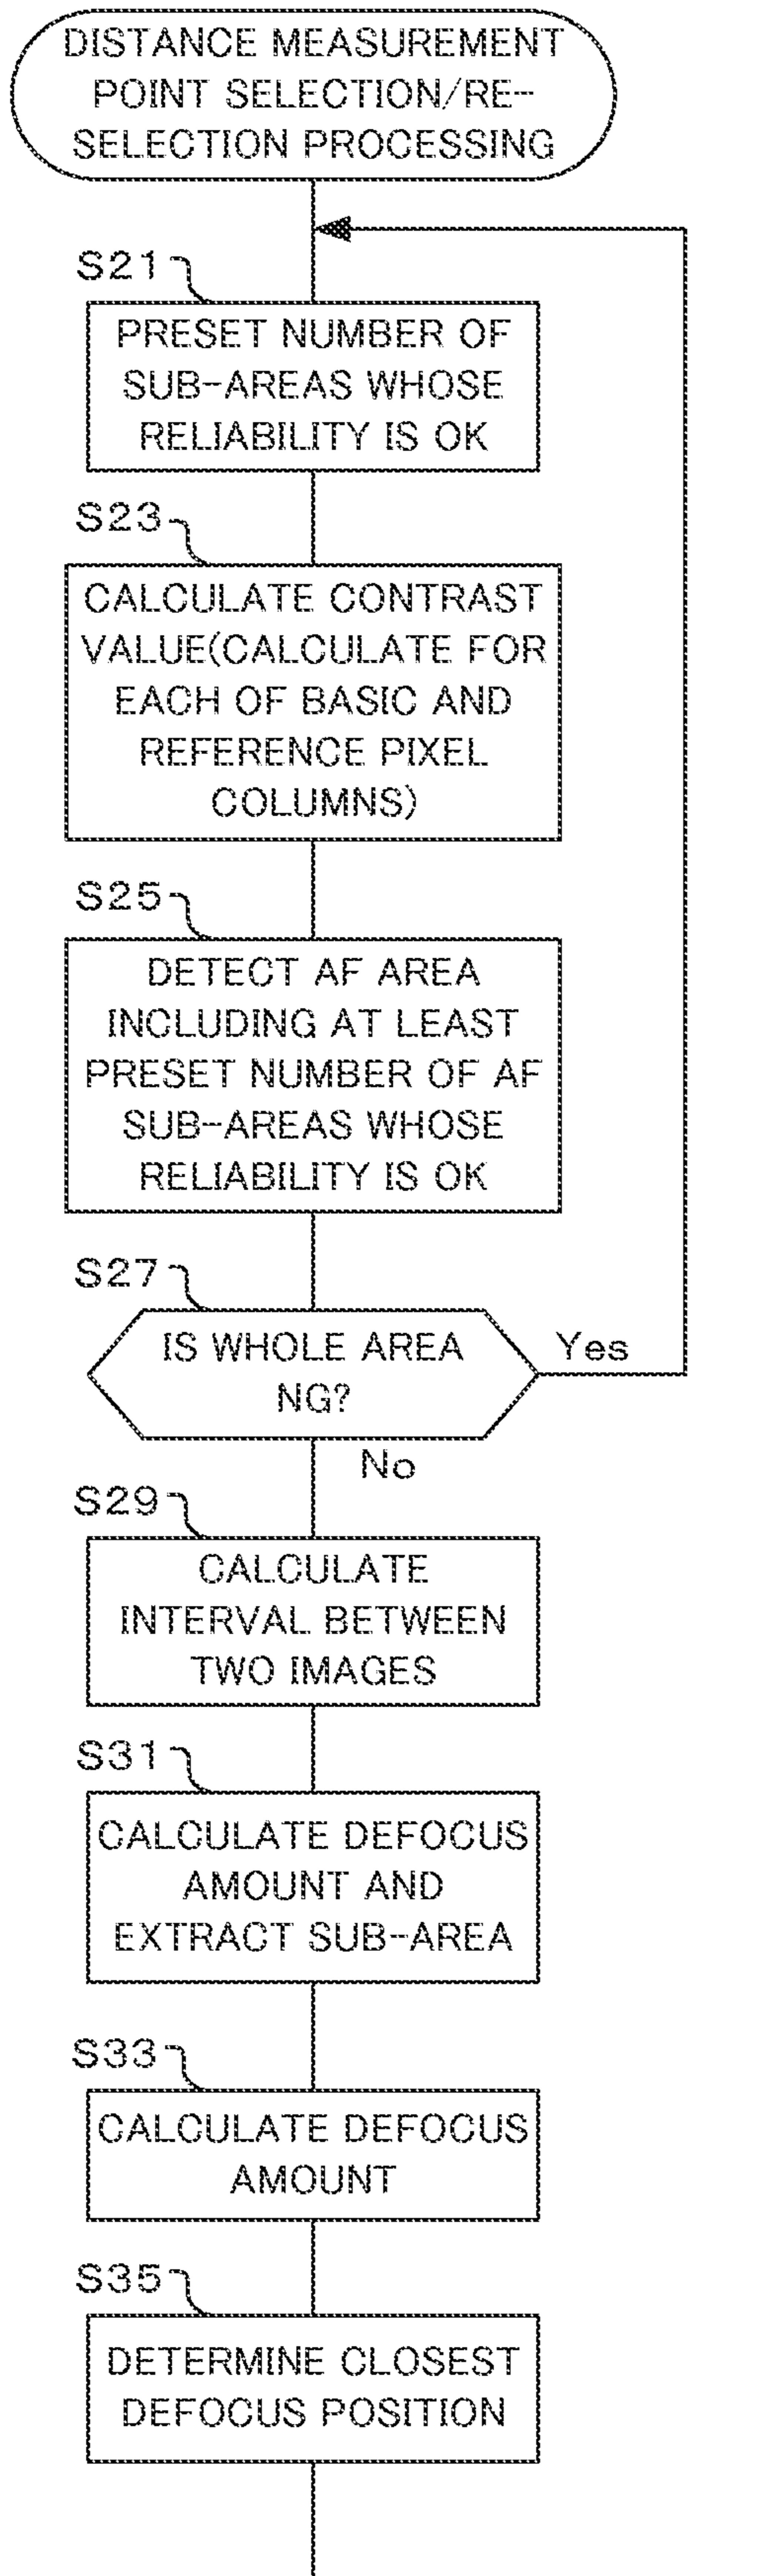 DISTANCE MEASUREMENT
POINT SELECTION/RE-
SELECTION PROCESSING
S21
PRESET NUMBER OF
SUB-AREAS WHOSE
RELIABILITY IS OK
S23
CALCULATE CONTRAST
VALUE(CALCULATE FOR
EACH OF BASIC AND
REFERENCE PIXEL
COLUMNS)
S25
DETECT AF AREA
INCLUDING AT LEAST
PRESET NUMBER OF AF
SUB-AREAS WHOSE
RELIABILITY IS OK
S27
IS WHOLE AREA
NG?
Yes
No
S29
CALCULATE
INTERVAL BETWEEN
TWO IMAGES
S31
CALCULATE DEFOCUS
AMOUNT AND
EXTRACT SUB-AREA
S33
CALCULATE DEFOCUS
AMOUNT
S35
DETERMINE CLOSEST
DEFOCUS POSITION